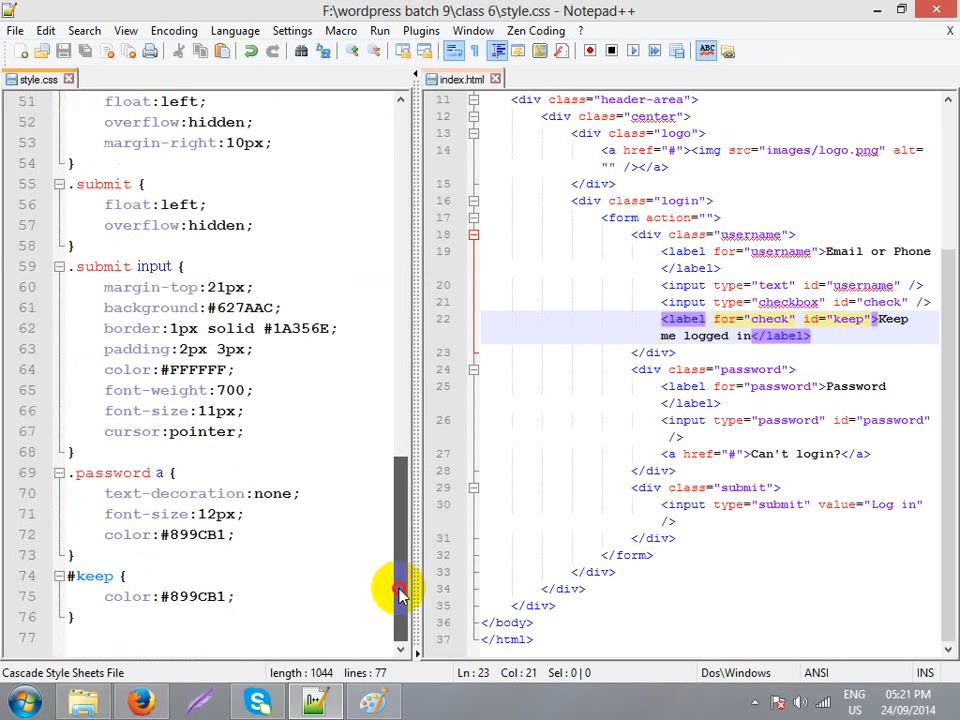 F:\wordpress batch 9\class 6\style.css - Notepad++
File Edit Search View Encoding Language Settings Macro Run Plugins Window Zen Coding ? X
style.css
index.html
51 float:left;
52 overflow:hidden;
53 margin-right:10px;
54 }
55 .submit {
56 float:left;
57 overflow:hidden;
58 }
59 .submit input {
60 margin-top:21px;
61 background:#627AAC;
62 border:1px solid #1A356E;
63 padding:2px 3px;
64 color:#FFFFFF;
65 font-weight:700;
66 font-size:11px;
67 cursor:pointer;
68 }
69 .password a {
70 text-decoration:none;
71 font-size:12px;
72 color:#899CB1;
73 }
74 #keep {
75 color:#899CB1;
76 }
77
11 <div class="header-area">
12 <div class="center">
13 <div class="logo">
14 <a href="#"><img src="images/logo.png" alt=
"" /></a>
15 </div>
16 <div class="login">
17 <form action="">
18 <div class="username">
19 <label for="username">Email or Phone
</label>
20 <input type="text" id="username" />
21 <input type="checkbox" id="check" />
22 <label for="check" id="keep">Keep
me logged in</label>
23 </div>
24 <div class="password">
25 <label for="password">Password
</label>
26 <input type="password" id="password"
/>
27 <a href="#">Can't login?</a>
28 </div>
29 <div class="submit">
30 <input type="submit" value="Log in"
/>
31 </div>
32 </form>
33 </div>
34 </div>
35 </div>
36 </body>
37 </html>
Cascade Style Sheets File length : 1044 lines : 77 Ln : 23 Col : 21 Sel : 0 | 0 Dos\Windows ANSI INS
ENG
US
05:21 PM
24/09/2014